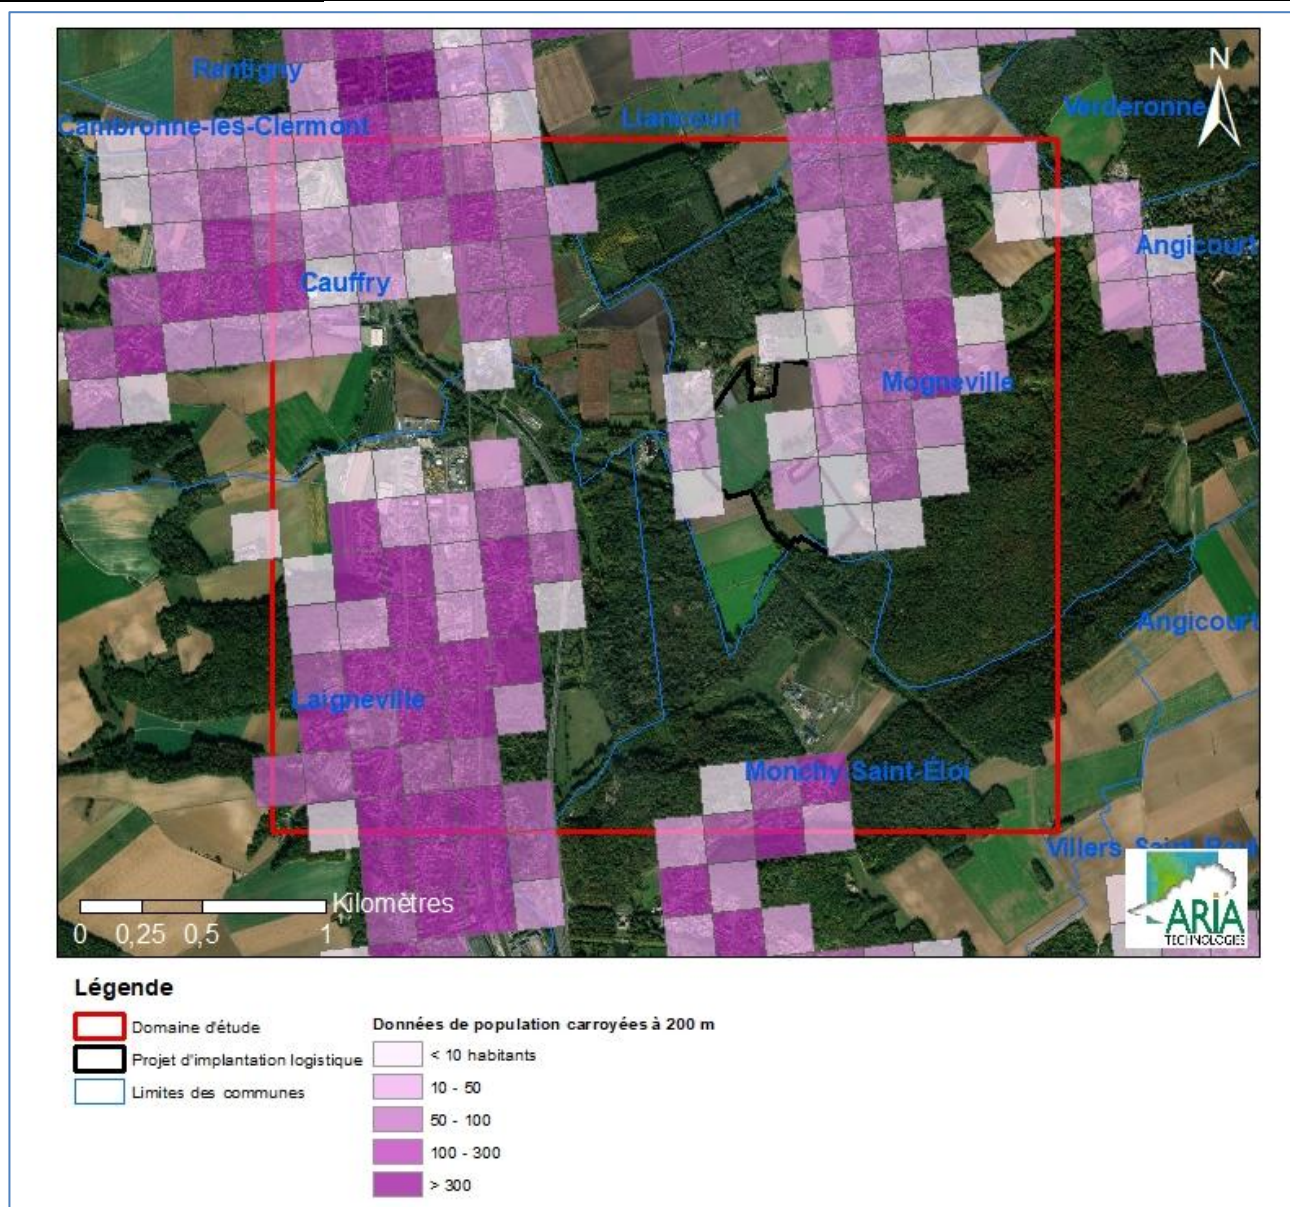 N
Rantigny
Cambronne-lès-Clermont
Liancourt
Verderonne
Angicourt
Cauffry
Mogneville
Angicourt
Laigneville
Monchy Saint-Éloi
Villers Saint-Paul
Kilomètres
0 0,25 0,5 1
ARIA
TECHNOLOGIES
Légende
Domaine d'étude
Projet d'implantation logistique
Limites des communes
Données de population carroyées à 200 m
< 10 habitants
10 - 50
50 - 100
100 - 300
> 300